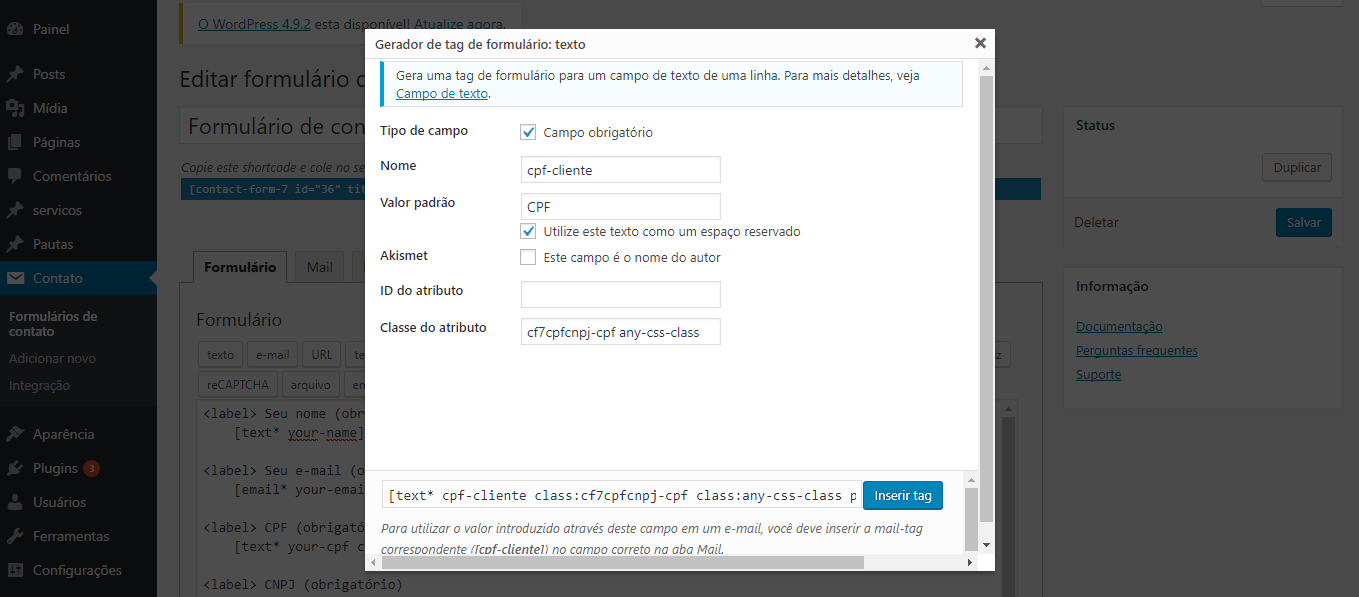 Painel
Posts
Mídia
Páginas
Comentários
servicos
Pautas
Contato
Formulários de
contato
Adicionar novo
Integração
Aparência
Plugins 3
Usuários
Ferramentas
Configurações
O WordPress 4.9.2 esta disponível! Atualize agora.
Editar formulário d
Formulário de con
Copie este shortcode e cole no se
[contact-form-7 id="36" tit
Formulário
Mail
Formulário
texto
e-mail
URL
te
z
reCAPTCHA
arquivo
en
<label> Seu nome (obr
[text* your-name]
<label> Seu e-mail (o
[email* your-emai
<label> CPF (obrigató
[text* your-cpf c
<label> CNPJ (obrigatório)
Gerador de tag de formulário: texto
Gera uma tag de formulário para um campo de texto de uma linha. Para mais detalhes, veja
Campo de texto.
Tipo de campo
Campo obrigatório
Nome
cpf-cliente
Valor padrão
CPF
Utilize este texto como um espaço reservado
Akismet
Este campo é o nome do autor
ID do atributo
Classe do atributo
cf7cpfcnpj-cpf any-css-class
[text* cpf-cliente class:cf7cpfcnpj-cpf class:any-css-class p
Inserir tag
Para utilizar o valor introduzido através deste campo em um e-mail, você deve inserir a mail-tag
correspondente ([cpf-cliente]) no campo correto na aba Mail.
Status
Duplicar
Deletar
Salvar
Informação
Documentação
Perguntas frequentes
Suporte